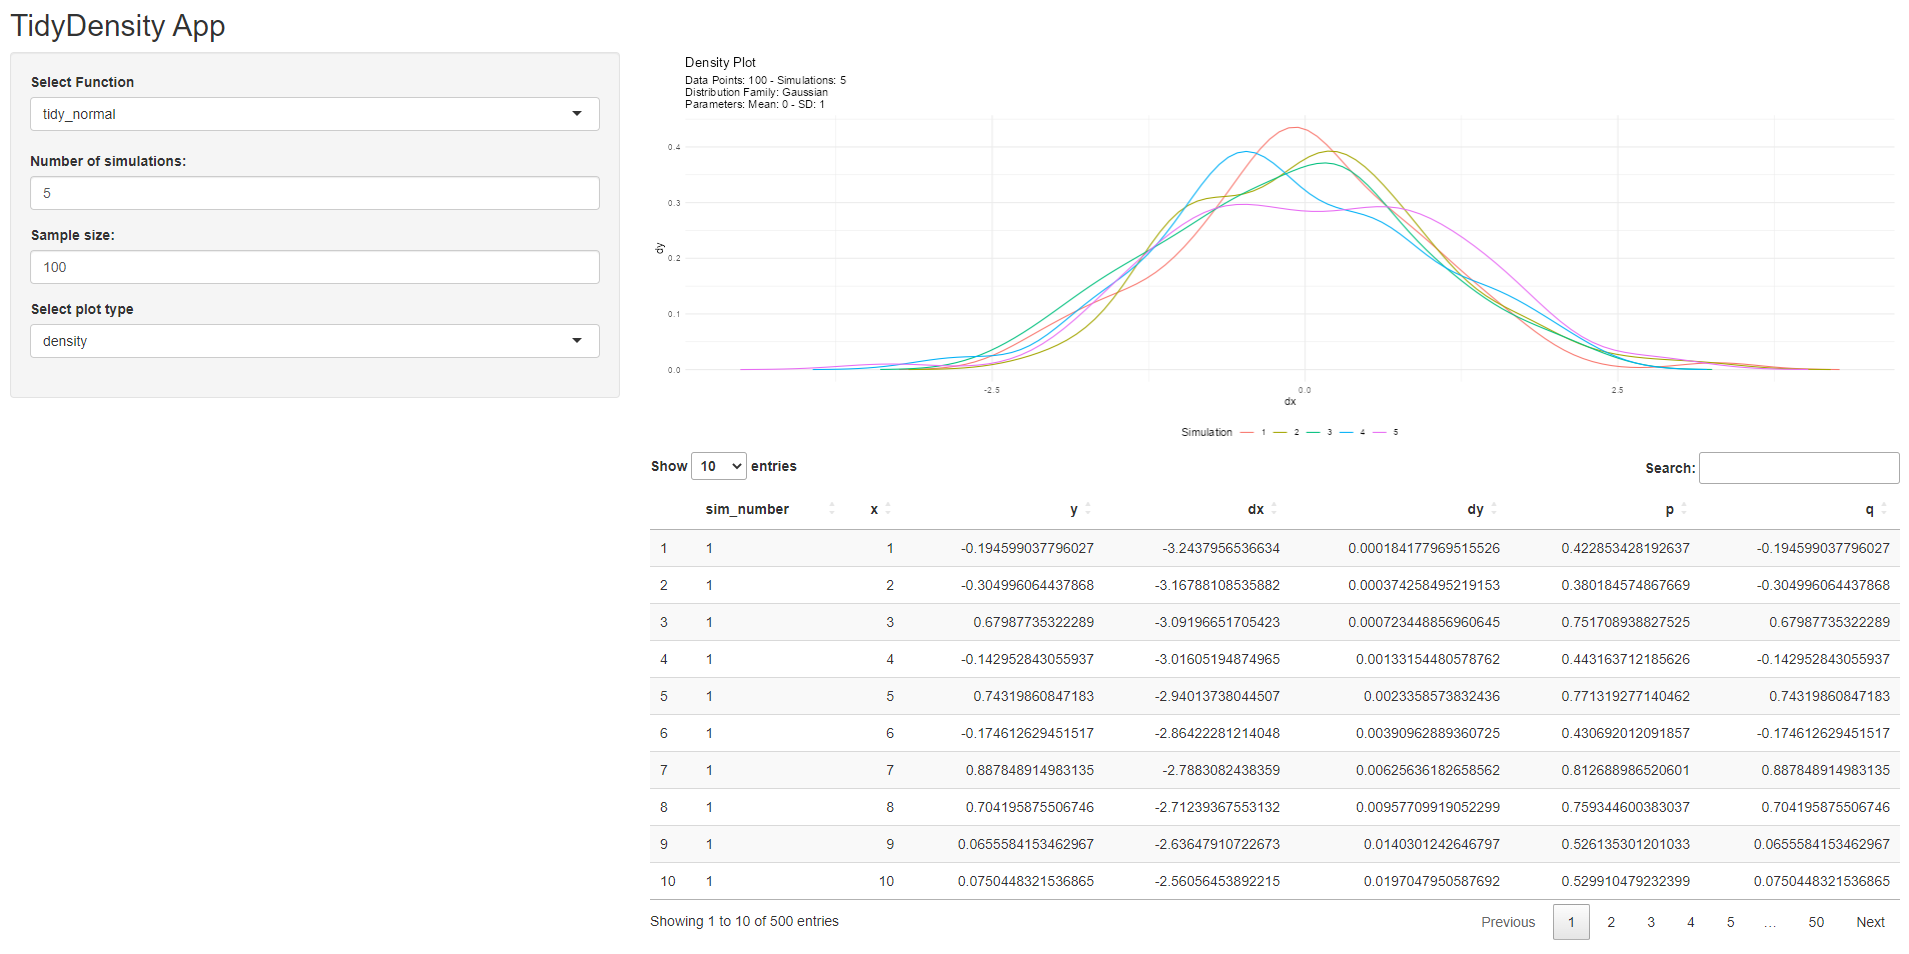 TidyDensity App
Select Function
tidy_normal
Number of simulations:
5
Sample size:
100
Select plot type
density
Density Plot
Data Points: 100 - Simulations: 5
Distribution Family: Gaussian
Parameters: Mean: 0 - SD: 1
dy
0.4
0.3
0.2
0.1
0.0
-2.5 0.0 2.5
dx
Simulation 1 2 3 4 5
Show 10 entries Search:
sim_number x y dx dy p q
1 1 1 -0.194599037796027 -3.2437956536634 0.000184177969515526 0.422853428192637 -0.194599037796027
2 1 2 -0.304996064437868 -3.16788108535882 0.000374258495219153 0.380184574867669 -0.304996064437868
3 1 3 0.67987735322289 -3.09196651705423 0.000723448856960645 0.751708938827525 0.67987735322289
4 1 4 -0.142952843055937 -3.01605194874965 0.00133154480578762 0.443163712185626 -0.142952843055937
5 1 5 0.74319860847183 -2.94013738044507 0.0023358573832436 0.771319277140462 0.74319860847183
6 1 6 -0.174612629451517 -2.86422281214048 0.00390962889360725 0.430692012091857 -0.174612629451517
7 1 7 0.887848914983135 -2.7883082438359 0.00625636182658562 0.812688986520601 0.887848914983135
8 1 8 0.704195875506746 -2.71239367553132 0.00957709919052299 0.759344600383037 0.704195875506746
9 1 9 0.0655584153462967 -2.63647910722673 0.0140301242646797 0.526135301201033 0.0655584153462967
10 1 10 0.0750448321536865 -2.56056453892215 0.0197047950587692 0.529910479232399 0.0750448321536865
Showing 1 to 10 of 500 entries
Previous 1 2 3 4 5 … 50 Next